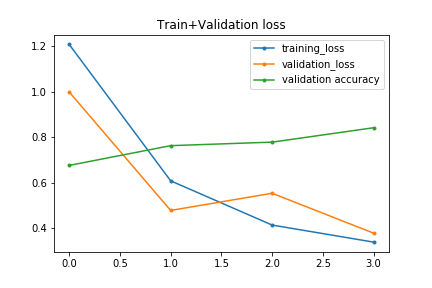 Train+Validation loss
training_loss
validation_loss
validation accuracy
1.2
1.0
0.8
0.6
0.4
0.0 0.5 1.0 1.5 2.0 2.5 3.0